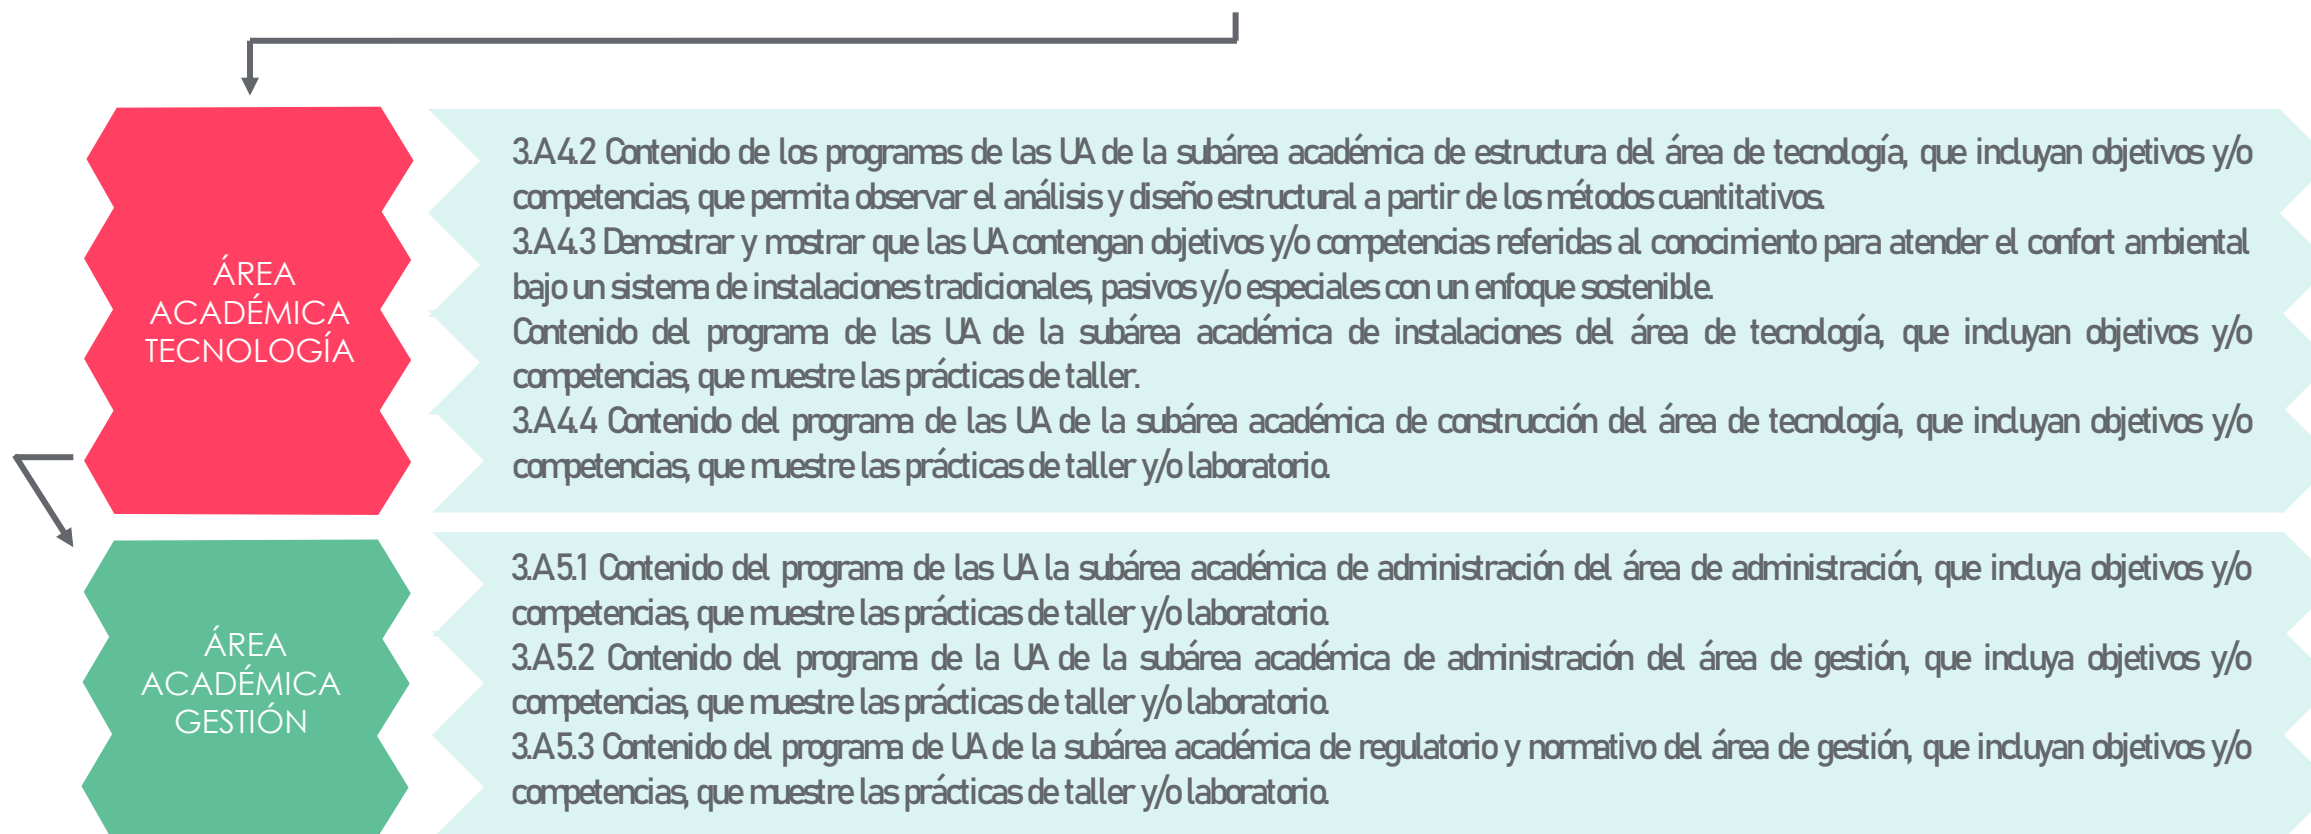 ÁREA
ACADÉMICA
TECNOLOGÍA
3.A4.2 Contenido de los programas de las UA de la subárea académica de estructura del área de tecnología, que incluyan objetivos y/o
competencias, que permita observar el análisis y diseño estructural a partir de los métodos cuantitativos.
3.A4.3 Demostrar y mostrar que las UA contengan objetivos y/o competencias referidas al conocimiento para atender el confort ambiental
bajo un sistema de instalaciones tradicionales, pasivos y/o especiales con un enfoque sostenible.
Contenido del programa de las UA de la subárea académica de instalaciones del área de tecnología, que incluyan objetivos y/o
competencias, que muestre las prácticas de taller.
3.A4.4 Contenido del programa de las UA de la subárea académica de construcción del área de tecnología, que incluyan objetivos y/o
competencias, que muestre las prácticas de taller y/o laboratorio.
ÁREA
ACADÉMICA
GESTIÓN
3.A5.1 Contenido del programa de las UA la subárea académica de administración del área de administración, que incluya objetivos y/o
competencias, que muestre las prácticas de taller y/o laboratorio.
3.A5.2 Contenido del programa de la UA de la subárea académica de administración del área de gestión, que incluya objetivos y/o
competencias, que muestre las prácticas de taller y/o laboratorio.
3.A5.3 Contenido del programa de UA de la subárea académica de regulatorio y normativo del área de gestión, que incluyan objetivos y/o
competencias, que muestre las prácticas de taller y/o laboratorio.